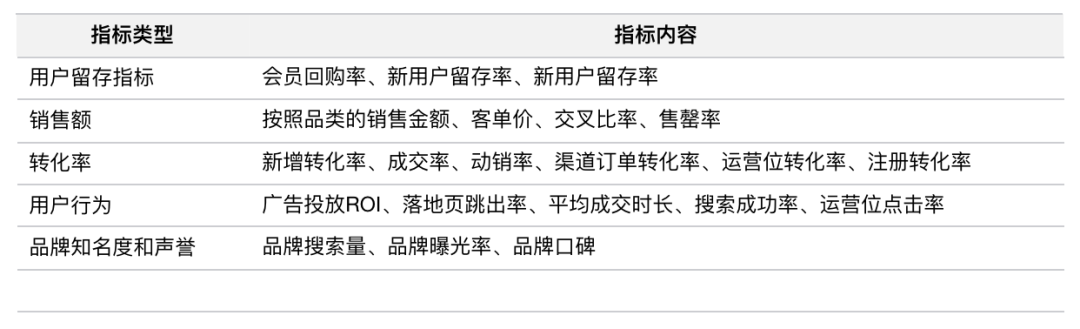 指标类型 指标内容
用户留存指标 会员回购率、新用户留存率、新用户留存率
销售额 按照品类的销售金额、客单价、交叉比率、售罄率
转化率 新增转化率、成交率、动销率、渠道订单转化率、运营位转化率、注册转化率
用户行为 广告投放ROI、落地页跳出率、平均成交时长、搜索成功率、运营位点击率
品牌知名度和声誉 品牌搜索量、品牌曝光率、品牌口碑